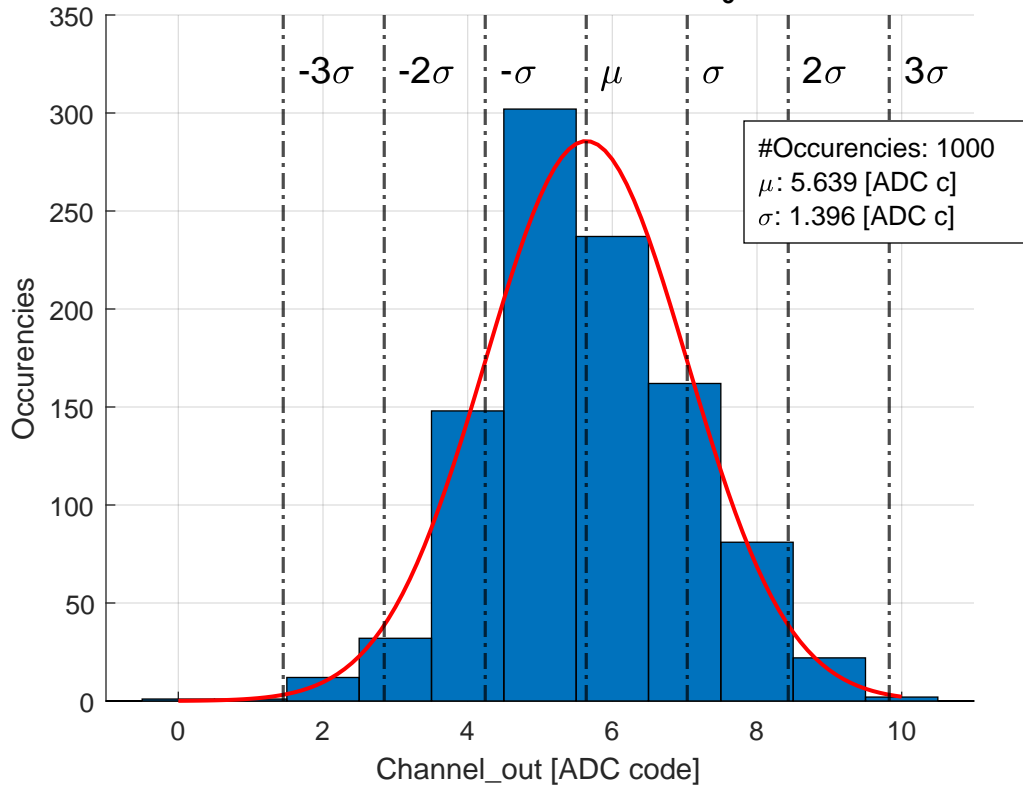 350
300
250
200
150
100
50
0
Occurencies
-3σ -2σ -σ μ σ 2σ 3σ
#Occurencies: 1000
μ: 5.639 [ADC c]
σ: 1.396 [ADC c]
0 2 4 6 8 10
Channel_out [ADC code]